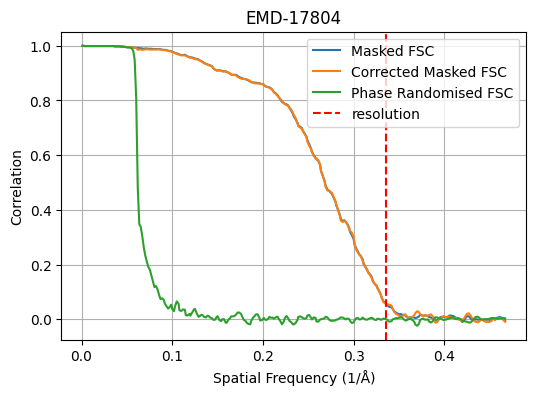 EMD-17804
Masked FSC
Corrected Masked FSC
Phase Randomised FSC
resolution
Correlation
1.0
0.8
0.6
0.4
0.2
0.0
0.0 0.1 0.2 0.3 0.4
Spatial Frequency (1/Å)